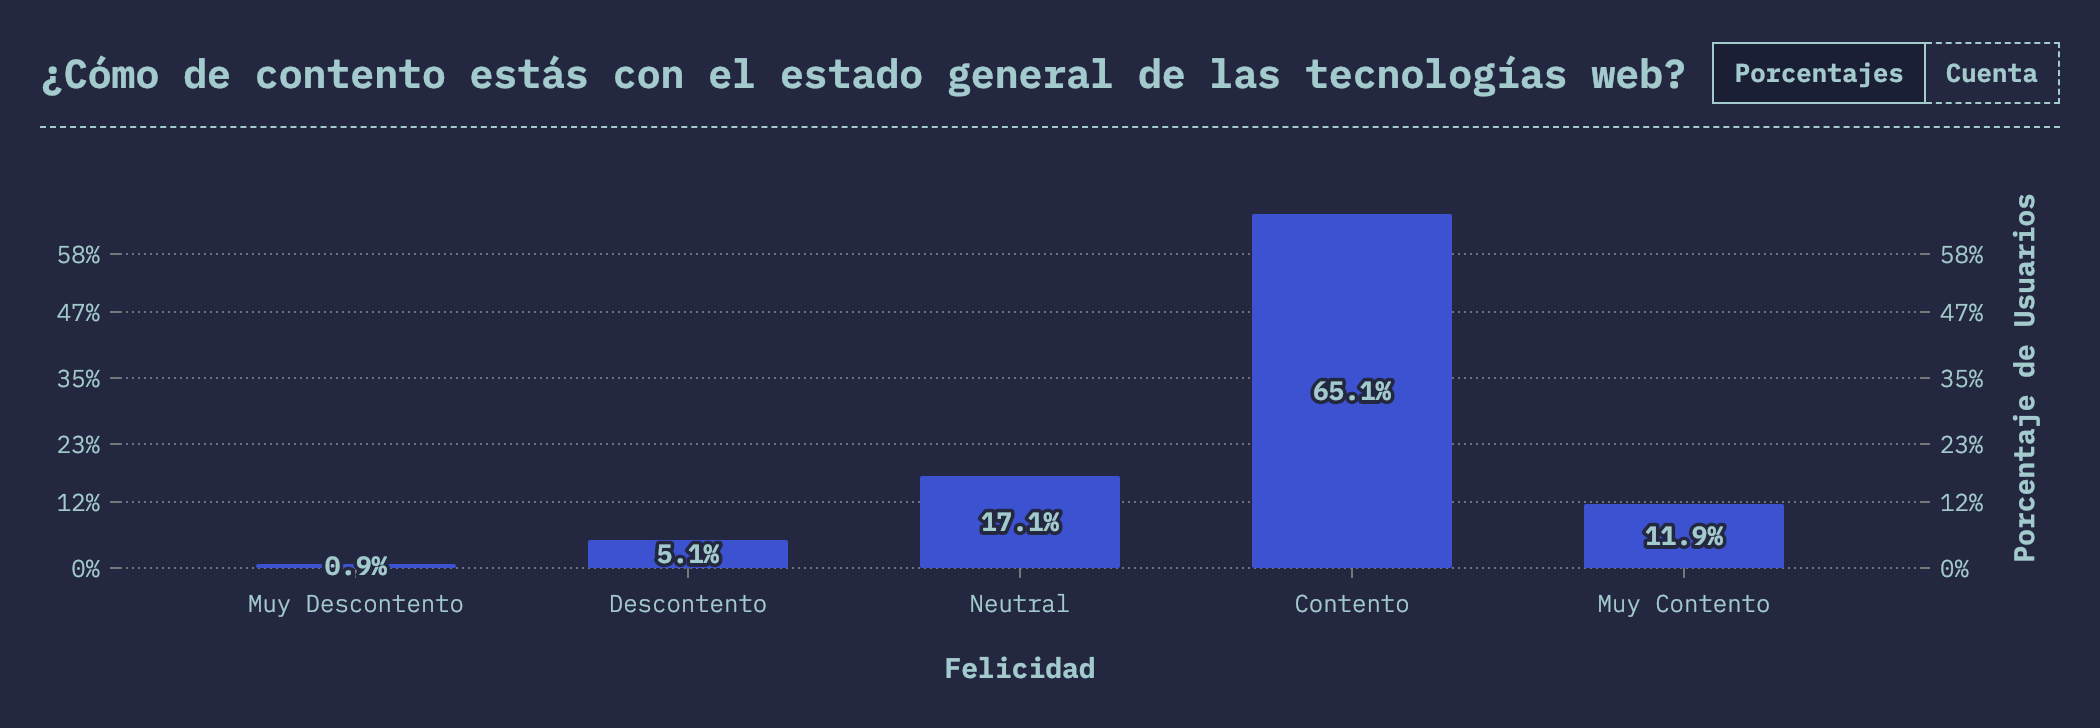 ¿Cómo de contento estás con el estado general de las tecnologías web?
Porcentajes
Cuenta
58%
47%
35%
23%
12%
0%
0.9%
5.1%
17.1%
65.1%
11.9%
58%
47%
35%
23%
12%
0%
Porcentaje de Usuarios
Muy Descontento
Descontento
Neutral
Contento
Muy Contento
Felicidad